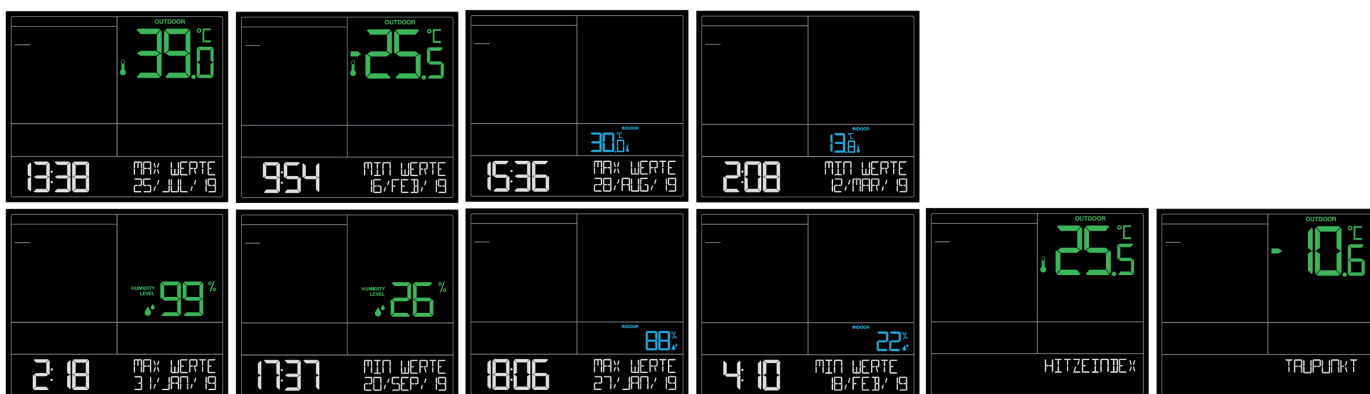 OUTDOOR
39.0 °C
13:38 MAX WERTE
25/JUL/ 19
OUTDOOR
-25.5 °C
9:54 MIN WERTE
16/FEB/ 19
INDOOR
30.0 °C
15:36 MAX WERTE
28/AUG/ 19
INDOOR
13.8 °C
2:08 MIN WERTE
12/MAR/ 19
HUMIDITY
LEVEL
99 %
2:18 MAX WERTE
31/JAN/ 19
HUMIDITY
LEVEL
26 %
17:37 MIN WERTE
20/SEP/ 19
INDOOR
88 %
18:06 MAX WERTE
27/JAN/ 19
INDOOR
22 %
4:10 MIN WERTE
18/FEB/ 19
OUTDOOR
25.5 °C
HITZEINDEX
OUTDOOR
10.6 °C
TAUPUNKT